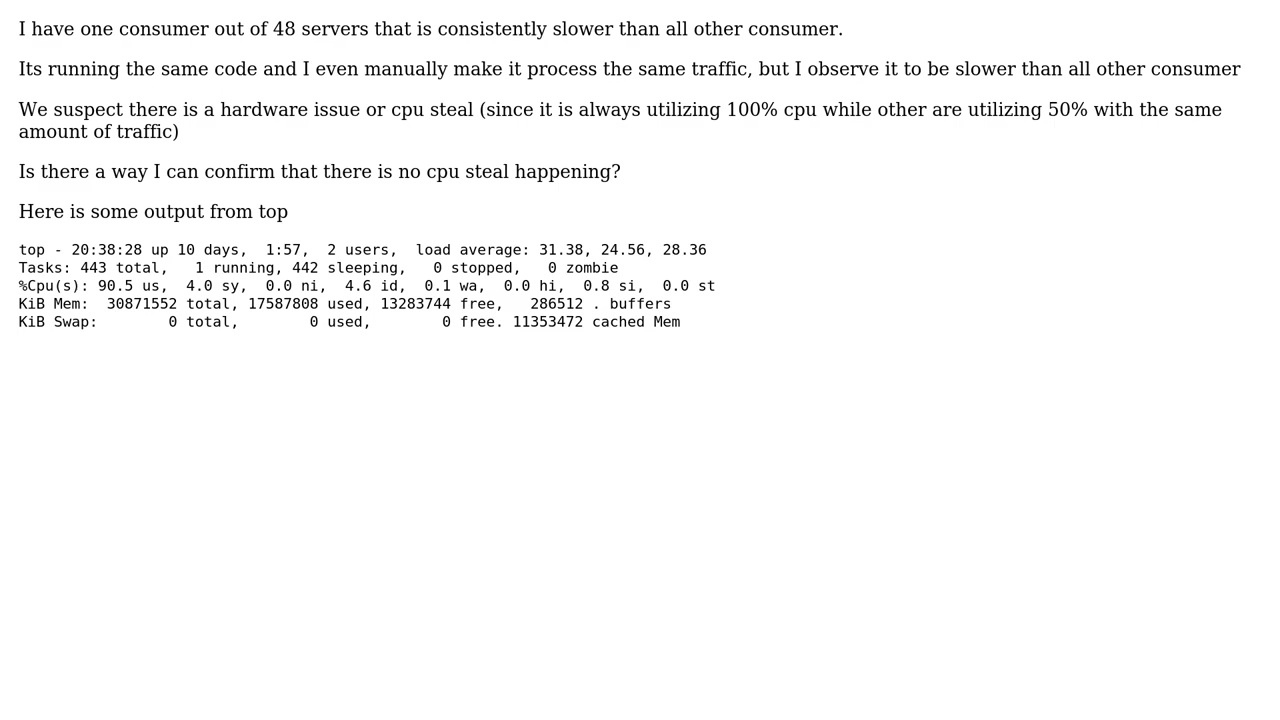 I have one consumer out of 48 servers that is consistently slower than all other consumer.
Its running the same code and I even manually make it process the same traffic, but I observe it to be slower than all other consumer
We suspect there is a hardware issue or cpu steal (since it is always utilizing 100% cpu while other are utilizing 50% with the same
amount of traffic)
Is there a way I can confirm that there is no cpu steal happening?
Here is some output from top
top - 20:38:28 up 10 days,  1:57,  2 users,  load average: 31.38, 24.56, 28.36
Tasks: 443 total,   1 running, 442 sleeping,   0 stopped,   0 zombie
%Cpu(s): 90.5 us,  4.0 sy,  0.0 ni,  4.6 id,  0.1 wa,  0.0 hi,  0.8 si,  0.0 st
KiB Mem:  30871552 total, 17587808 used, 13283744 free,   286512 . buffers
KiB Swap:        0 total,        0 used,        0 free. 11353472 cached Mem